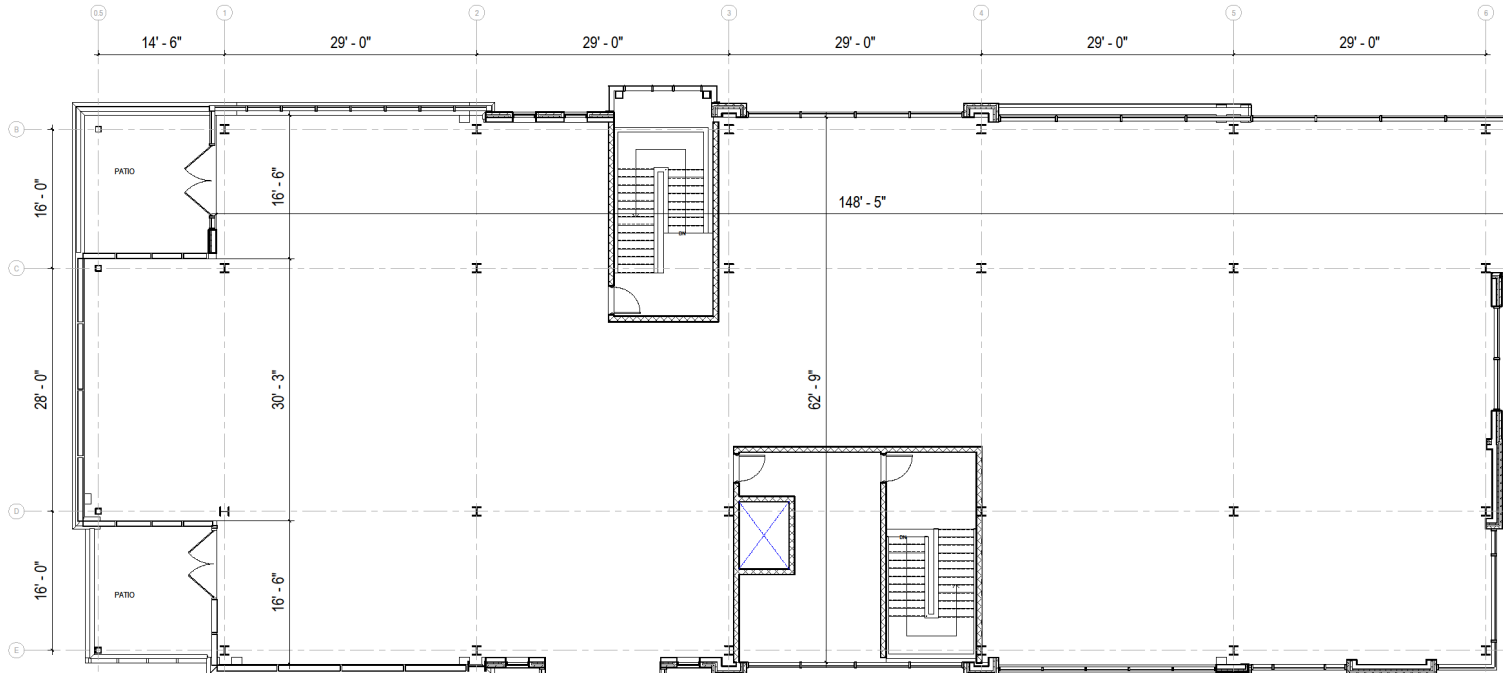 0.5 1 2 3 4 5 6
14' - 6" 29' - 0" 29' - 0" 29' - 0" 29' - 0" 29' - 0"
B
PATIO
16' - 0"
16' - 6"
148' - 5"
DN
C
28' - 0"
30' - 3"
62' - 9"
D
DN
16' - 0"
16' - 6"
PATIO
E